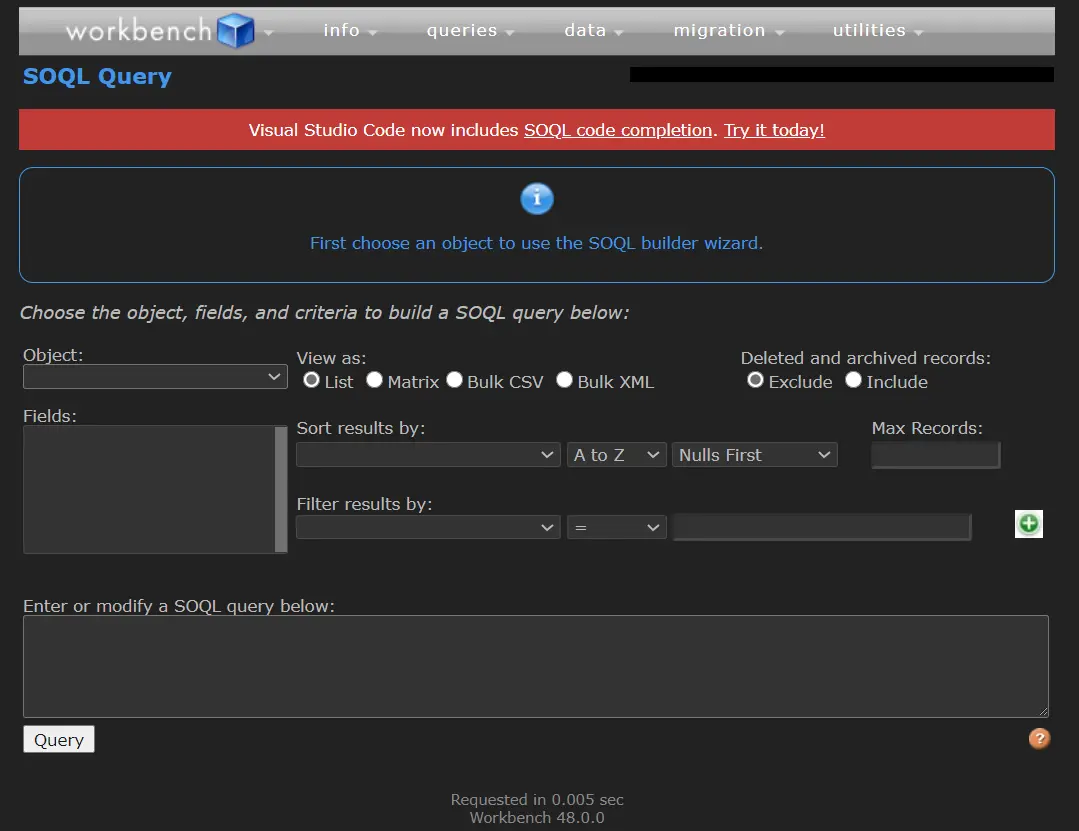 workbench info queries data migration utilities
SOQL Query
Visual Studio Code now includes SOQL code completion. Try it today!
i
First choose an object to use the SOQL builder wizard.
Choose the object, fields, and criteria to build a SOQL query below:
Object:
View as:
List Matrix Bulk CSV Bulk XML
Deleted and archived records:
Exclude Include
Fields:
Sort results by:
A to Z Nulls First
Max Records:
Filter results by:
=
Enter or modify a SOQL query below:
Query
?
Requested in 0.005 sec
Workbench 48.0.0